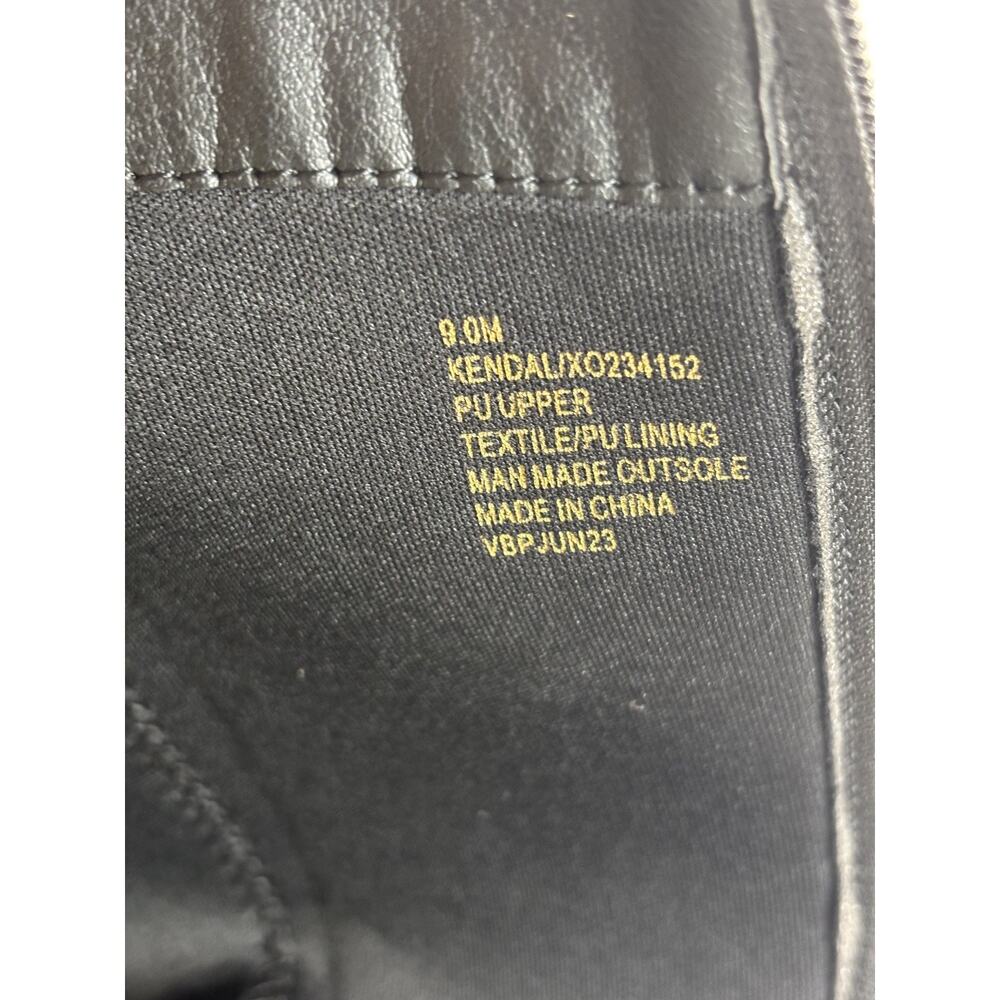 9.0M
KENDAL/XO234152
PU UPPER
TEXTILE/PU LINING
MAN MADE OUTSOLE
MADE IN CHINA
VBPJUN23